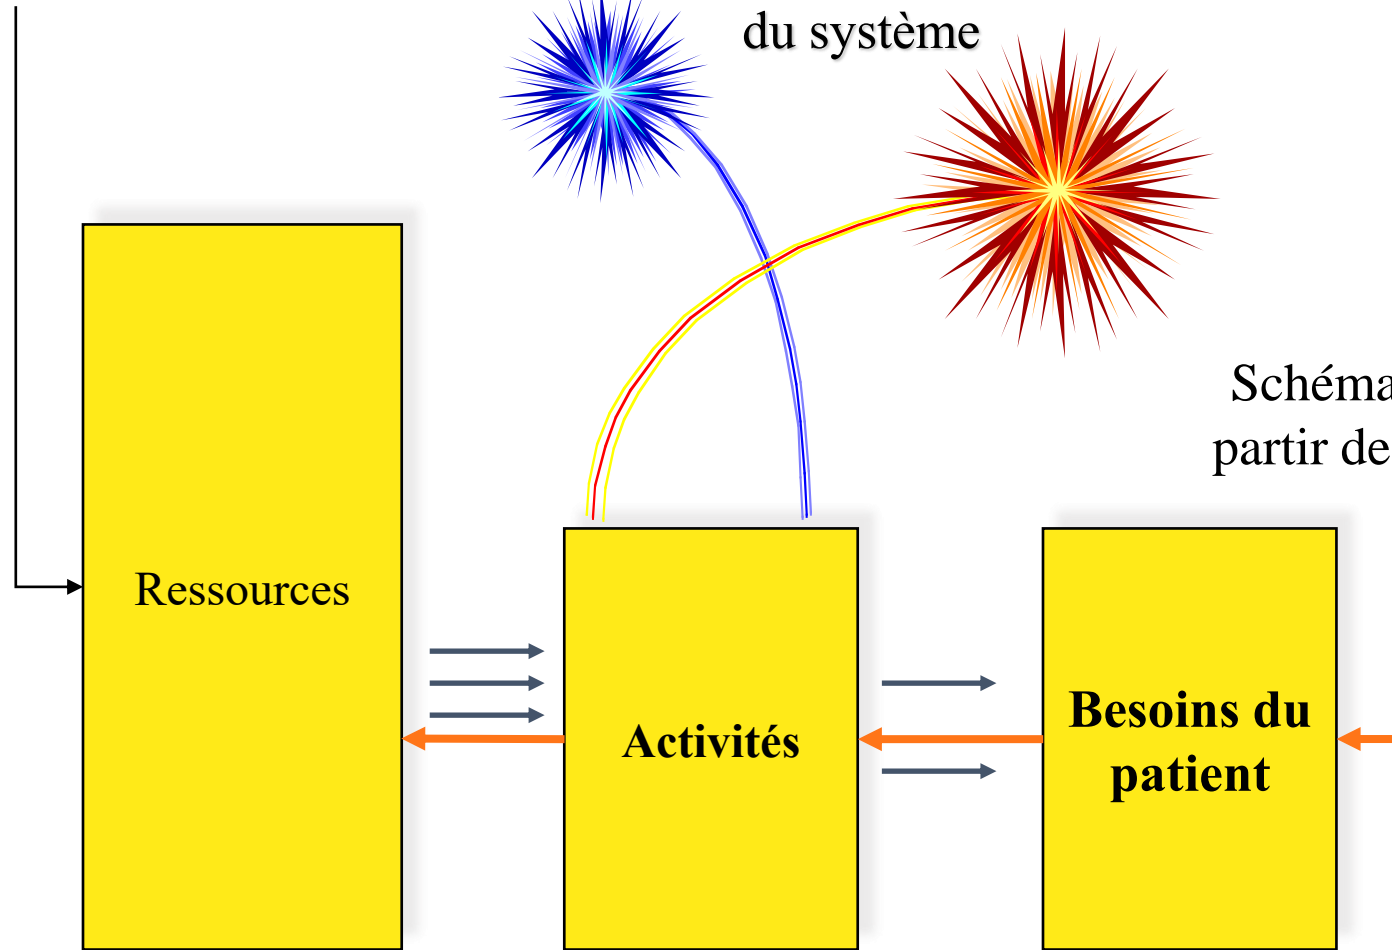 du système
Schéma
partir de
Ressources
Activités
Besoins du
patient